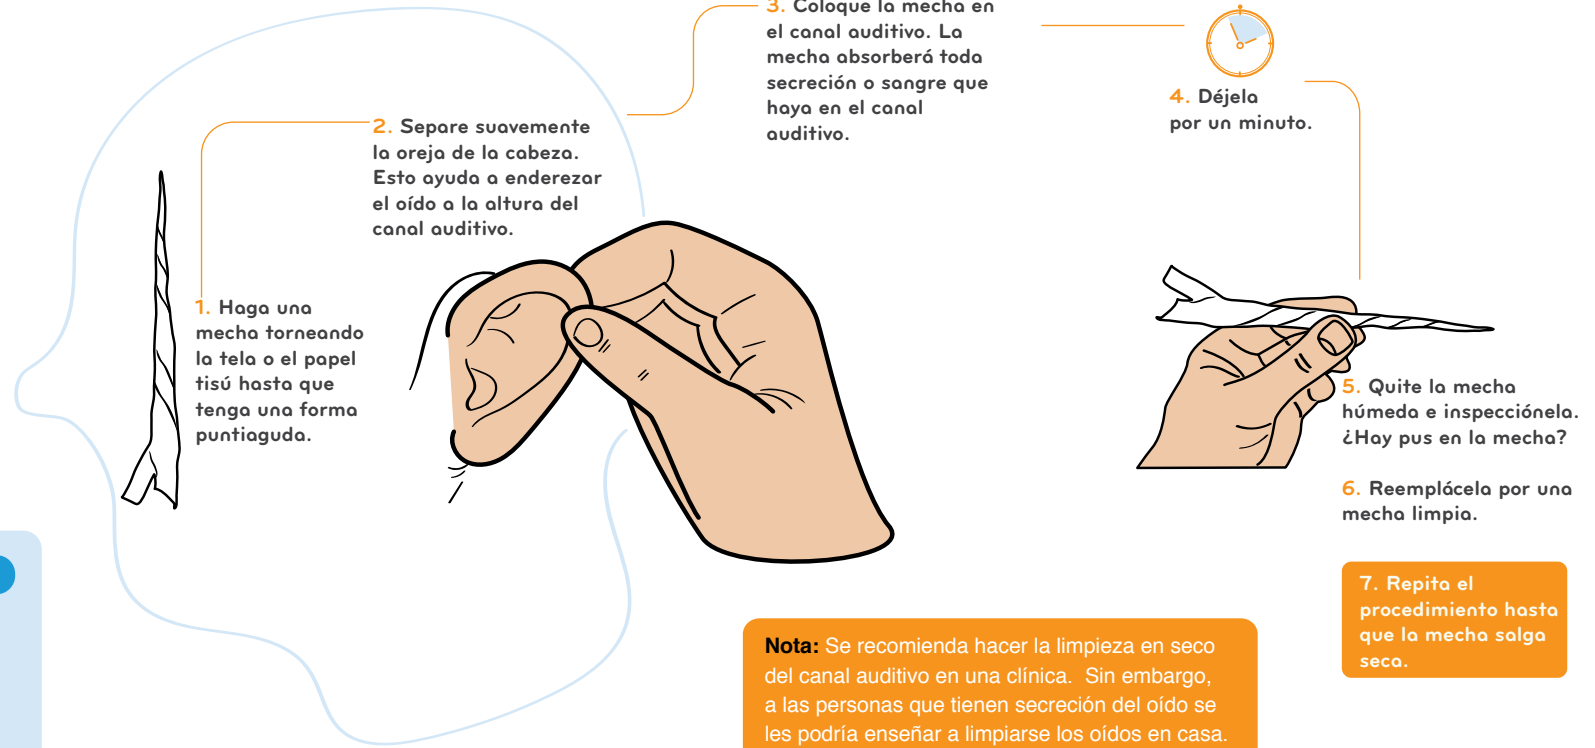 1. Haga una
mecha torneando
la tela o el papel
tisú hasta que
tenga una forma
puntiaguda.
2. Separe suavemente
la oreja de la cabeza.
Esto ayuda a enderezar
el oído a la altura del
canal auditivo.
3. Coloque la mecha en
el canal auditivo. La
mecha absorberá toda
secreción o sangre que
haya en el canal
auditivo.
4. Déjela
por un minuto.
5. Quite la mecha
húmeda e inspecciónela.
¿Hay pus en la mecha?
6. Reemplácela por una
mecha limpia.
7. Repita el
procedimiento hasta
que la mecha salga
seca.
Nota: Se recomienda hacer la limpieza en seco
del canal auditivo en una clínica. Sin embargo,
a las personas que tienen secreción del oído se
les podría enseñar a limpiarse los oídos en casa.